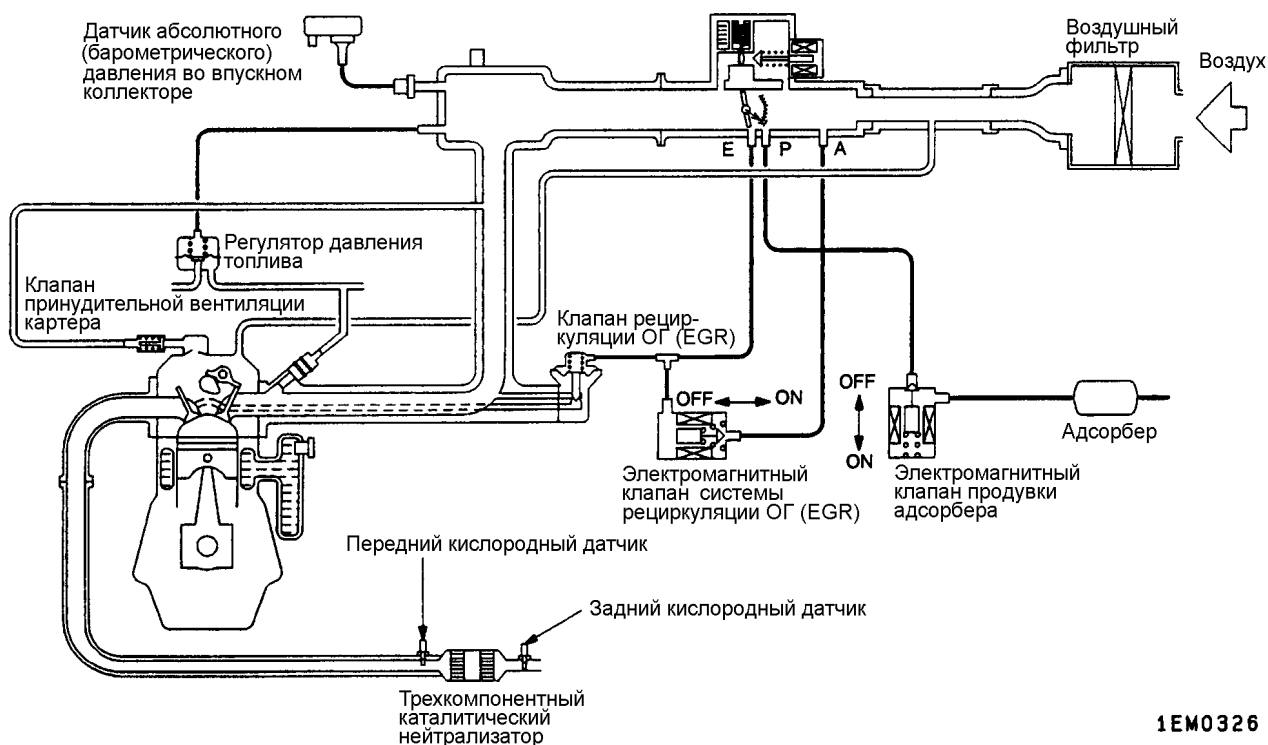 Датчик абсолютного
(барометрического)
давления во впускном
коллекторе
Воздушный
фильтр
Воздух
E
P
A
Регулятор давления
топлива
Клапан
принудительной вентиляции
картера
Клапан рецир-
куляции ОГ (EGR)
OFF
ON
OFF
ON
Адсорбер
Электромагнитный
клапан системы
рециркуляции ОГ (EGR)
Электромагнитный
клапан продувки
адсорбера
Передний кислородный датчик
Задний кислородный датчик
Трехкомпонентный
каталитический
нейтрализатор
1EM0326